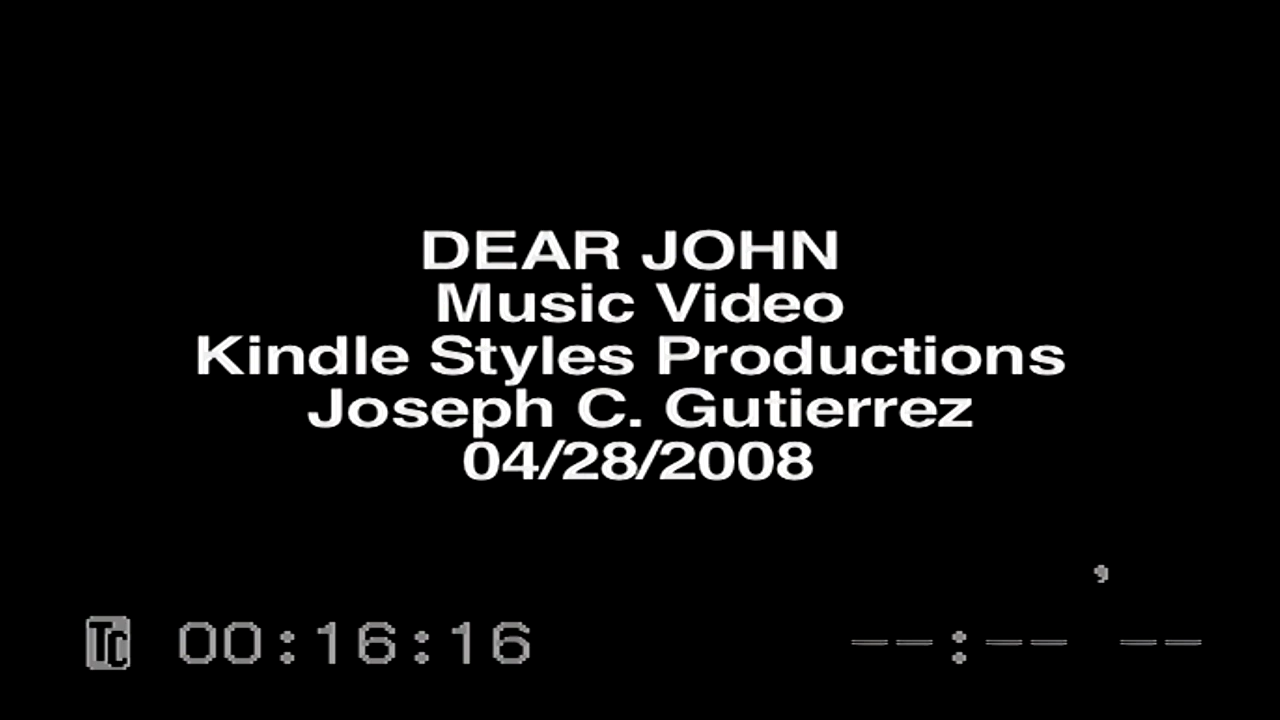 DEAR JOHN
Music Video
Kindle Styles Productions
Joseph C. Gutierrez
04/28/2008
,
TC 00:16:16 --:-- --